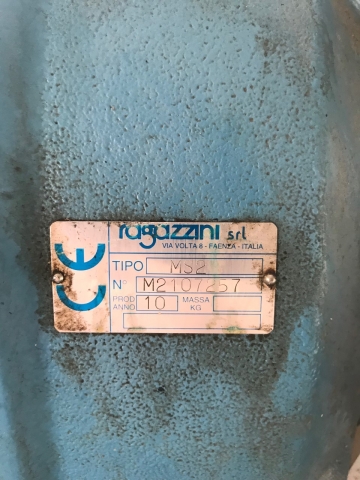 ragazzini srl
VIA VOLTA 8 - FAENZA - ITALIA
CE
TIPO MS2
N° M2107257
PROD ANNO 10 MASSA KG